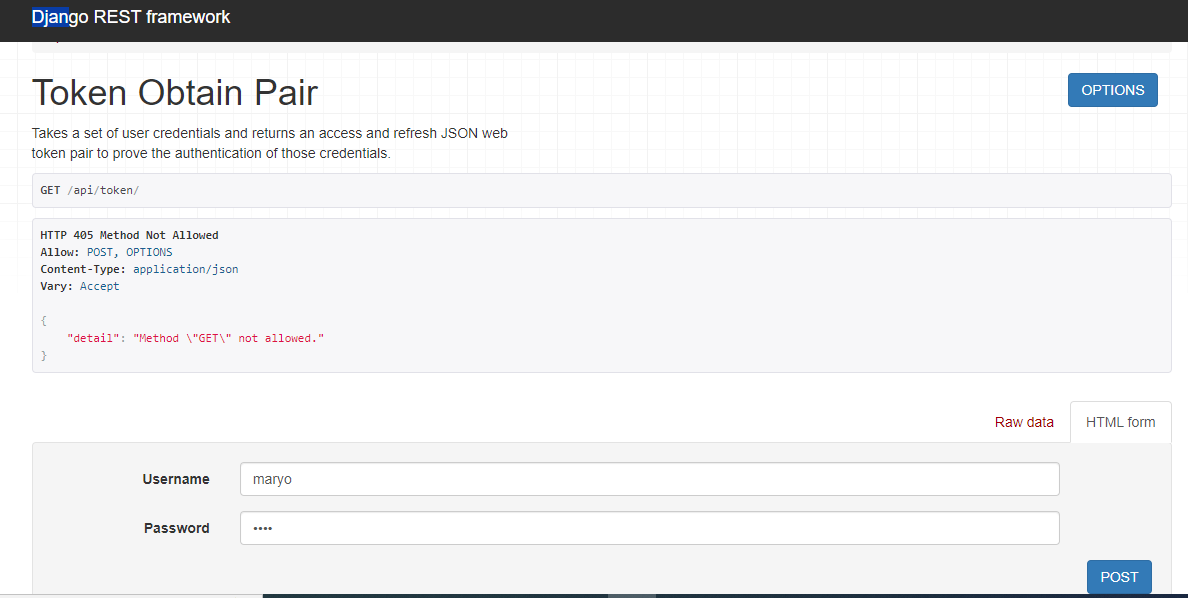 Django REST framework
Token Obtain Pair
OPTIONS
Takes a set of user credentials and returns an access and refresh JSON web
token pair to prove the authentication of those credentials.
GET /api/token/
HTTP 405 Method Not Allowed
Allow: POST, OPTIONS
Content-Type: application/json
Vary: Accept
{
    "detail": "Method \"GET\" not allowed."
}
Raw data
HTML form
Username
maryo
Password
••••
POST